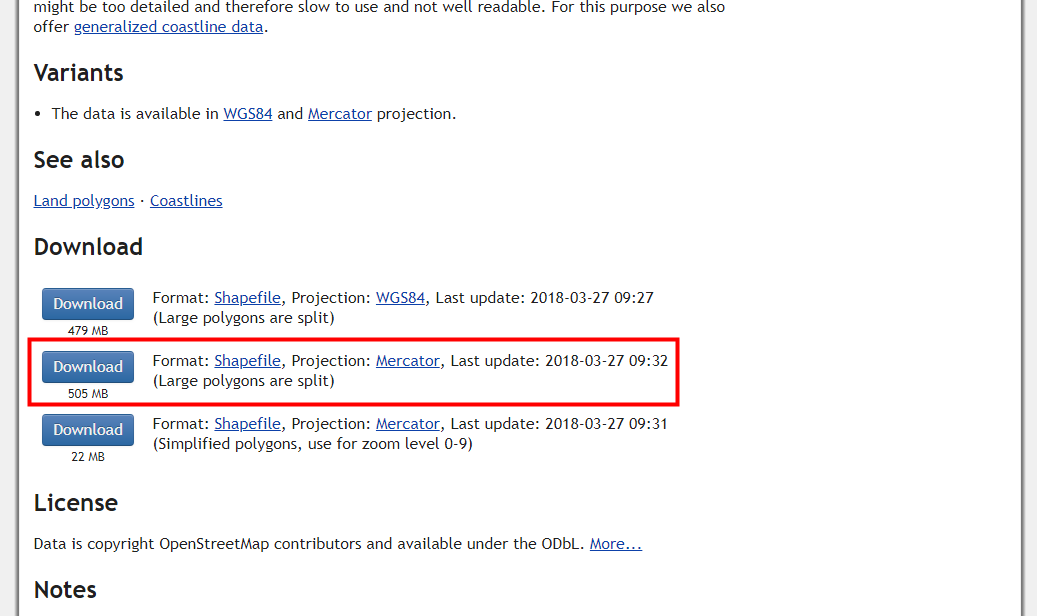 might be too detailed and therefore slow to use and not well readable. For this purpose we also
offer generalized coastline data.
Variants
• The data is available in WGS84 and Mercator projection.
See also
Land polygons · Coastlines
Download
Download
Format: Shapefile, Projection: WGS84, Last update: 2018-03-27 09:27
(Large polygons are split)
479 MB
Download
Format: Shapefile, Projection: Mercator, Last update: 2018-03-27 09:32
(Large polygons are split)
505 MB
Download
Format: Shapefile, Projection: Mercator, Last update: 2018-03-27 09:31
(Simplified polygons, use for zoom level 0-9)
22 MB
License
Data is copyright OpenStreetMap contributors and available under the ODbL. More...
Notes